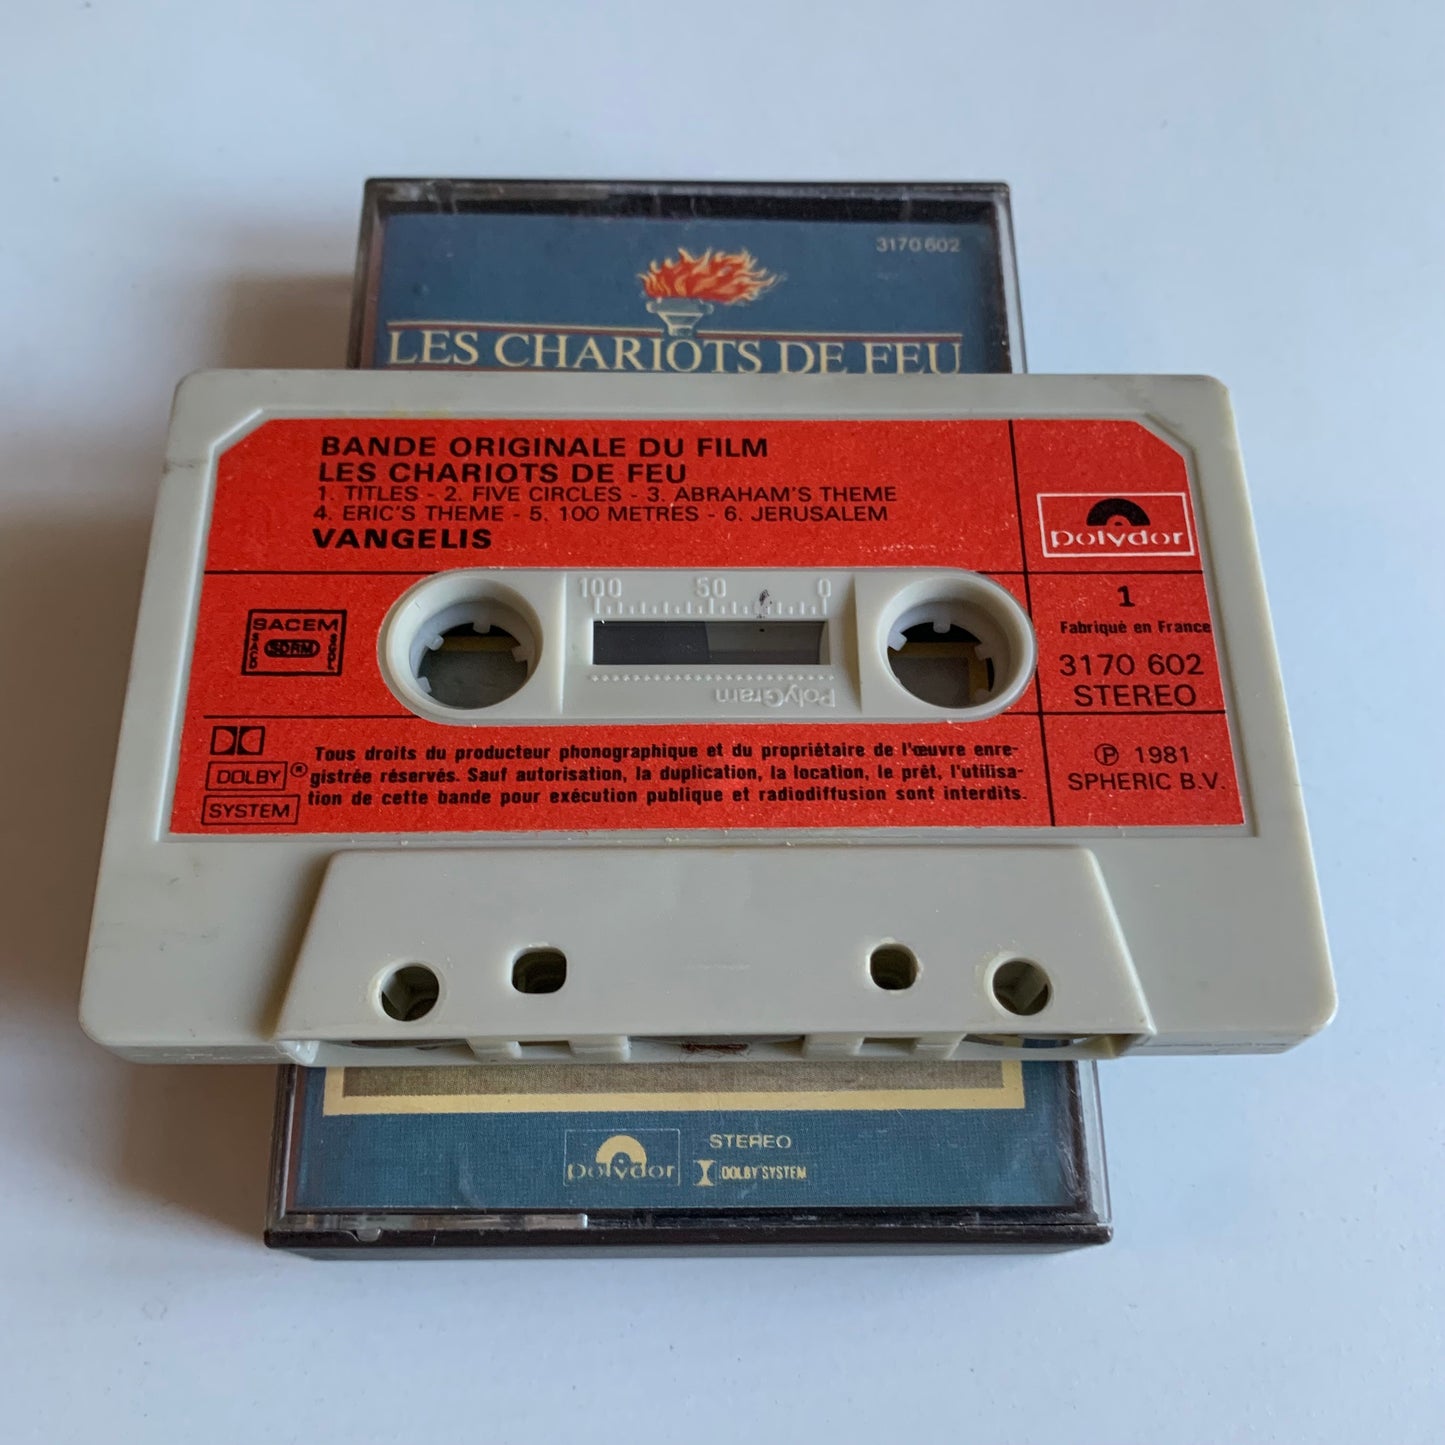 3170 602
LES CHARIOTS DE FEU
BANDE ORIGINALE DU FILM
LES CHARIOTS DE FEU
1. TITLES - 2. FIVE CIRCLES - 3. ABRAHAM'S THEME
4. ERIC'S THEME - 5. 100 METRES - 6. JERUSALEM
VANGELIS
polydor
SACEM
SACD
SDRM
SGDL
100 50 0
PolyGram
1
Fabriqué en France
3170 602
STEREO
DOLBY ®
SYSTEM
Tous droits du producteur phonographique et du propriétaire de l'œuvre enre-
gistrée réservés. Sauf autorisation, la duplication, la location, le prêt, l'utilisa-
tion de cette bande pour exécution publique et radiodiffusion sont interdits.
Ⓟ 1981
SPHERIC B.V.
polydor
STEREO
DOLBY SYSTEM